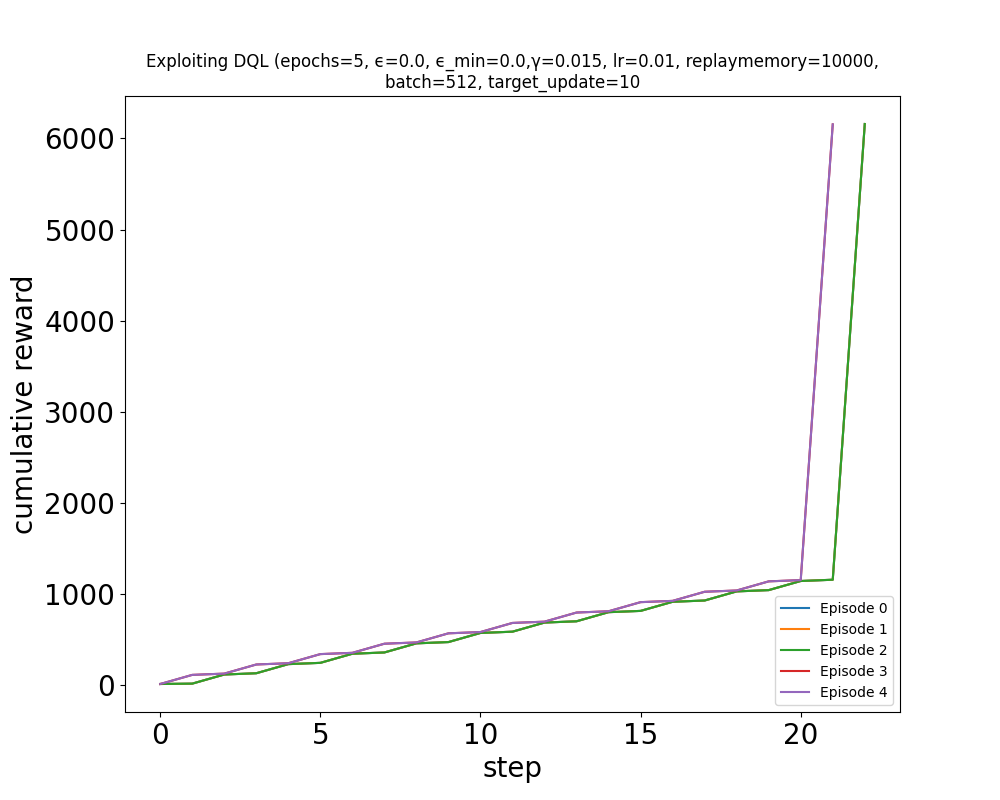 Exploiting DQL (epochs=5, ϵ=0.0, ϵ_min=0.0,γ=0.015, lr=0.01, replaymemory=10000,
batch=512, target_update=10
cumulative reward
6000
5000
4000
3000
2000
1000
0
0 5 10 15 20
step
Episode 0
Episode 1
Episode 2
Episode 3
Episode 4